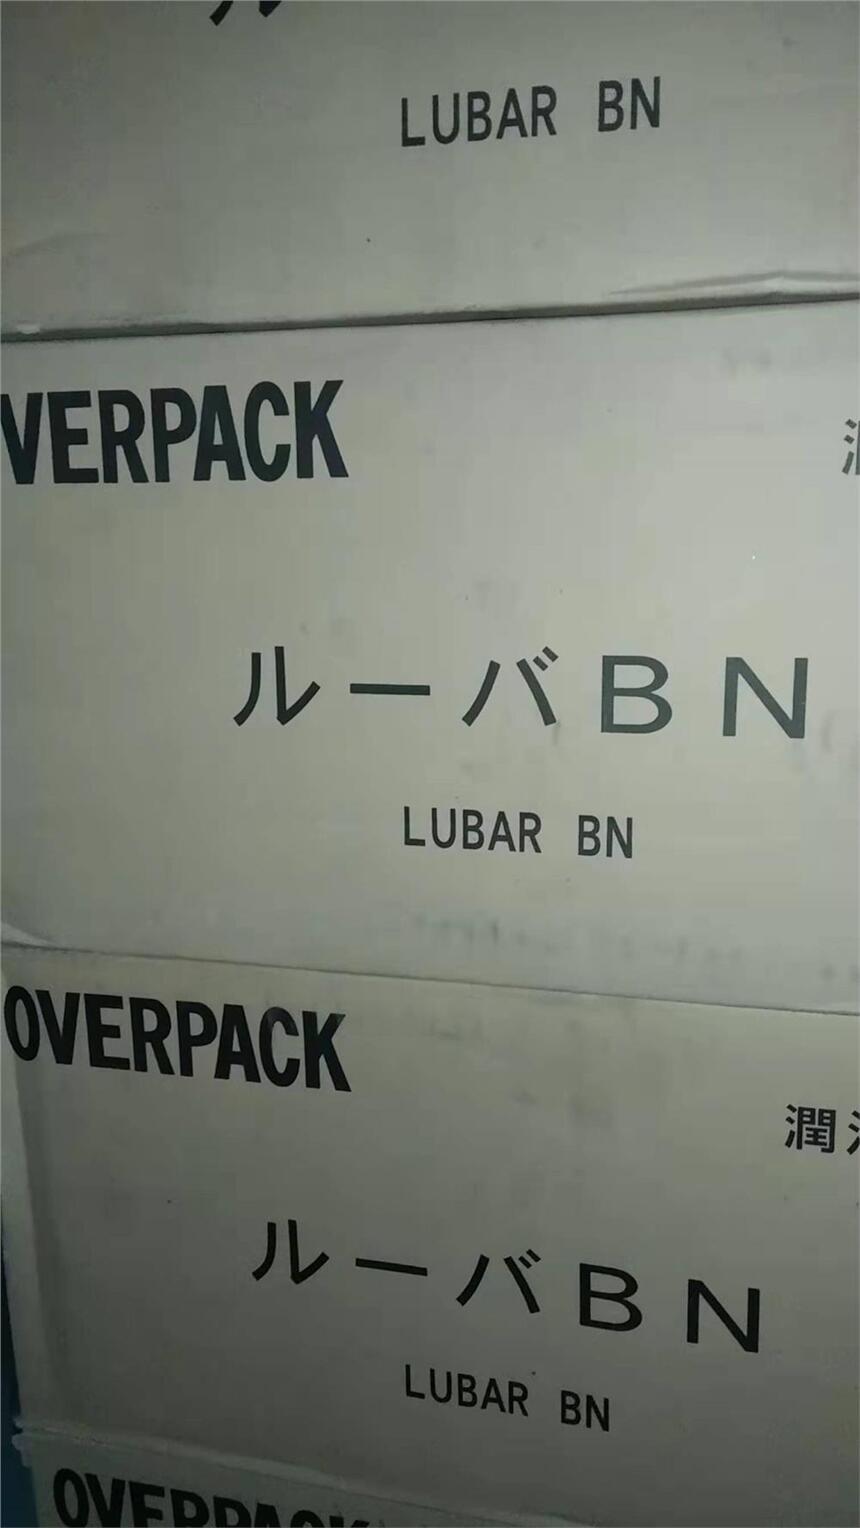 LUBAR BN
VERPACK
ルーバBN
LUBAR BN
OVERPACK
潤
ルーバBN
LUBAR BN
OVERPACK